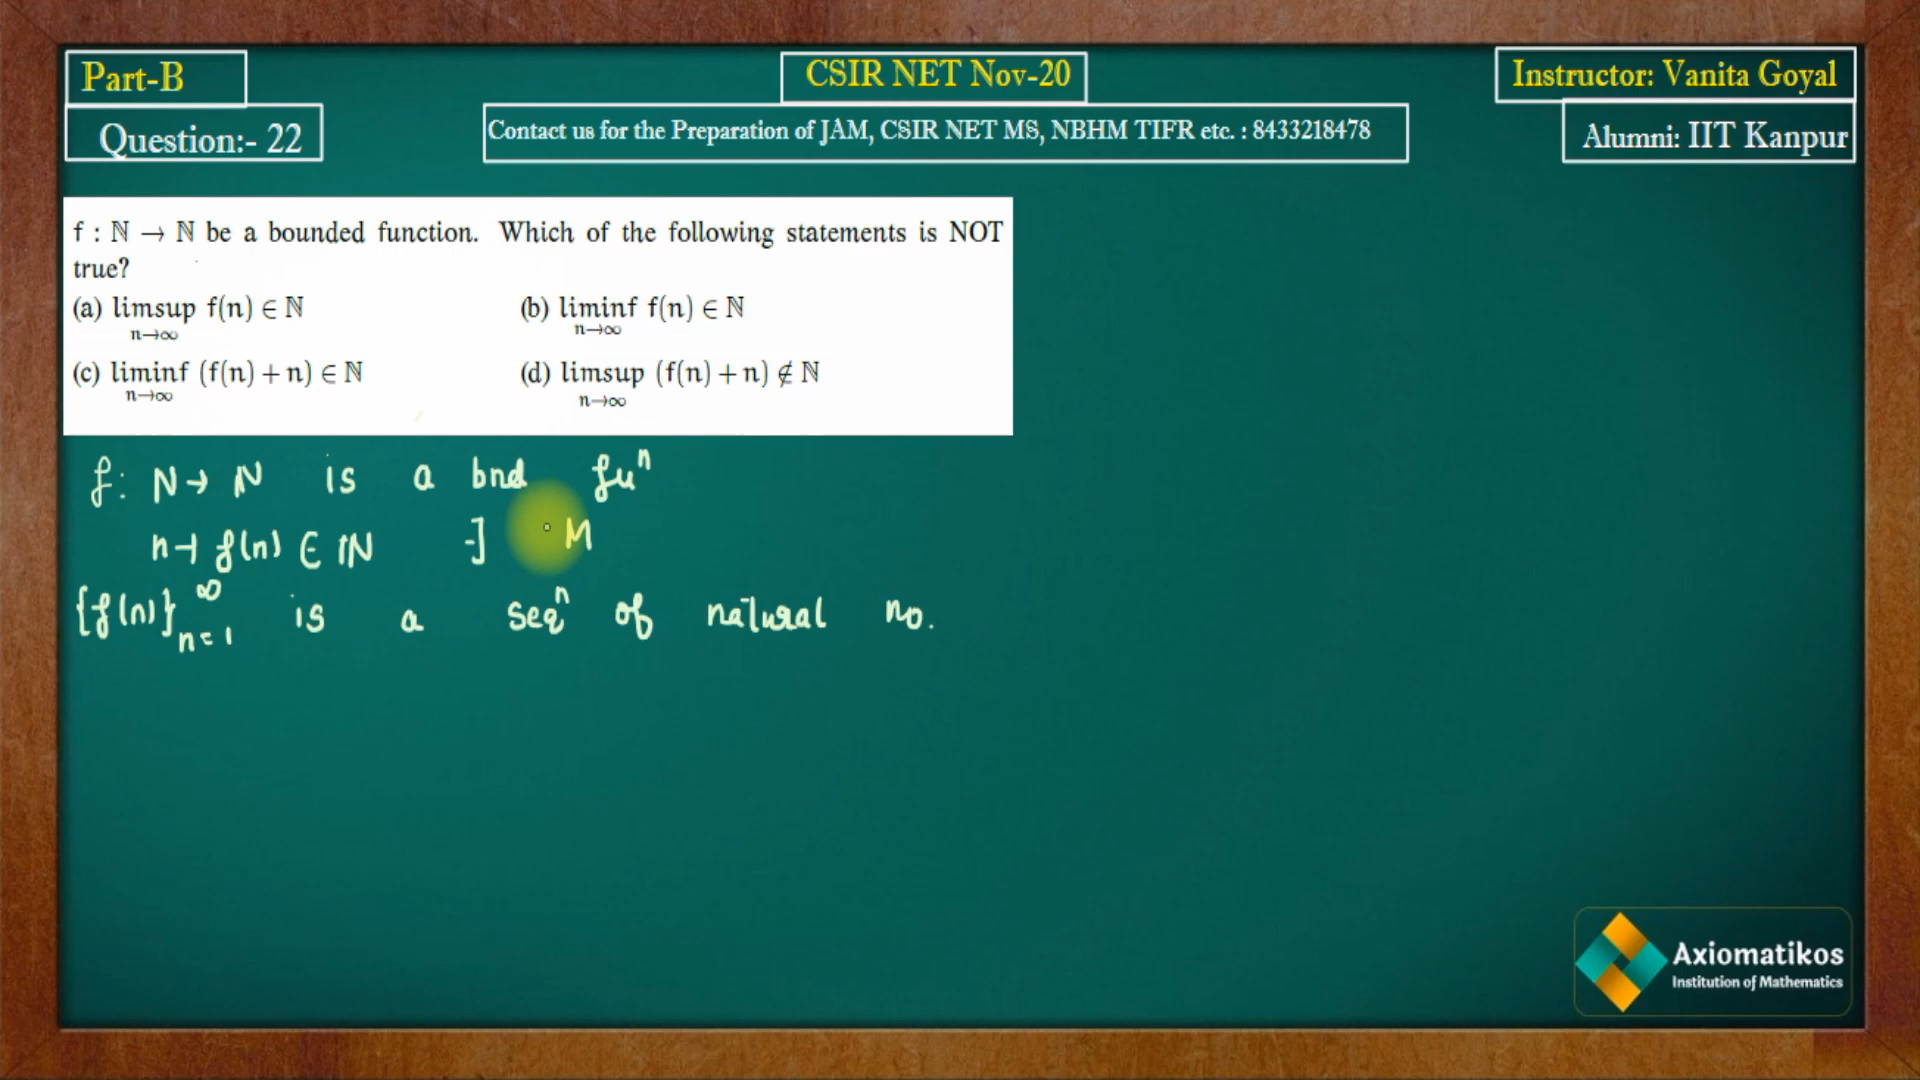 Part-B
CSIR NET Nov-20
Instructor: Vanita Goyal
Question:- 22
Contact us for the Preparation of JAM, CSIR NET MS, NBHM TIFR etc. : 8433218478
Alumni: IIT Kanpur
f : ℕ → ℕ be a bounded function. Which of the following statements is NOT
true?
(a) limsup f(n) ∈ ℕ (b) liminf f(n) ∈ ℕ
n→∞ n→∞
(c) liminf (f(n) + n) ∈ ℕ (d) limsup (f(n) + n) ∉ ℕ
n→∞ n→∞
f: N → N is a bnd fuⁿ
n → f(n) ∈ ℕ ∃ M
{f(n)}∞n=1 is a seqⁿ of natural no.
Axiomatikos
Institution of Mathematics